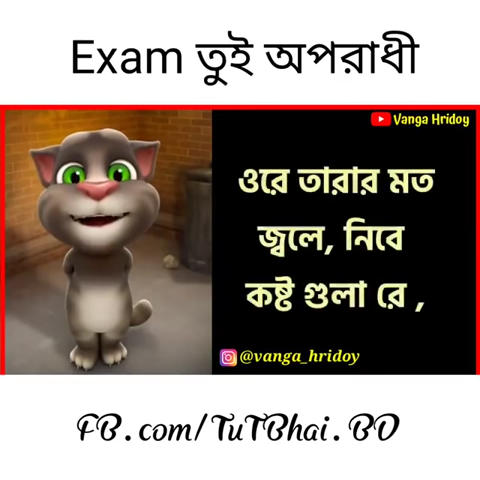 Exam তুই অপরাধী
Vanga Hridoy
ওরে তারার মত
জ্বলে, নিবে
কষ্ট গুলা রে ,
@vanga_hridoy
FB.com/TuTBhai.BD